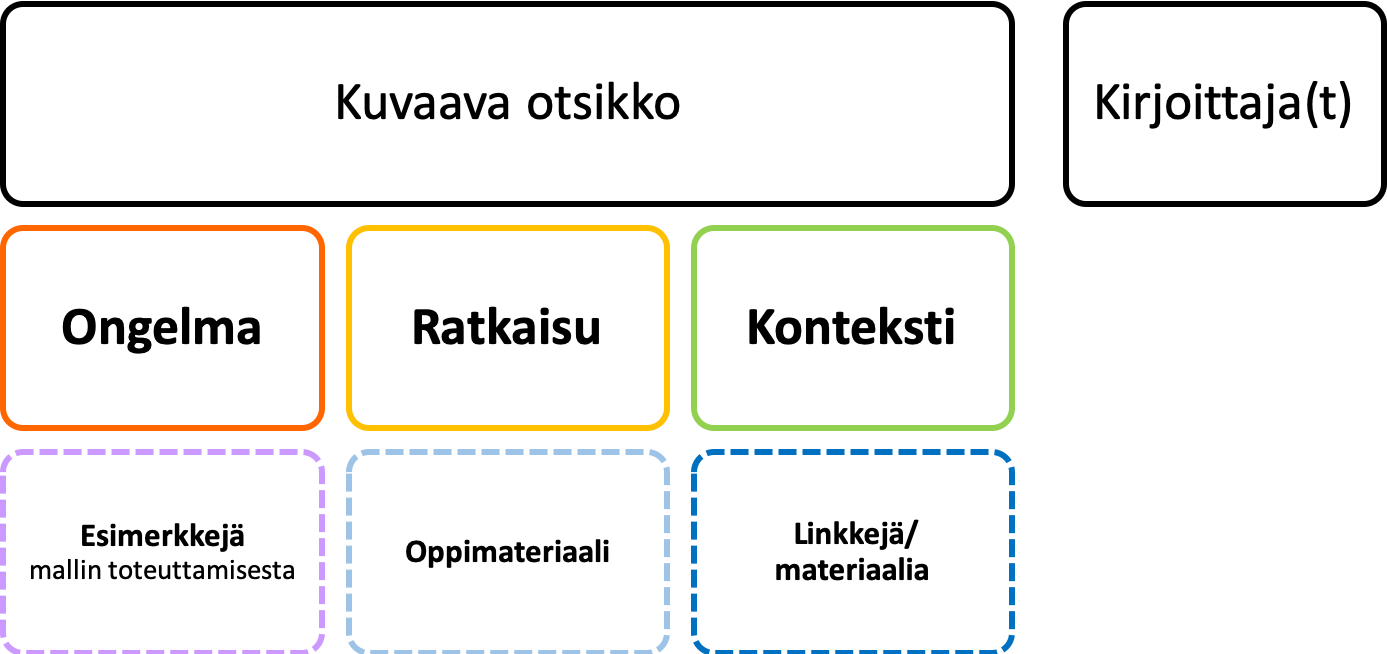 Kuvaava otsikko
Kirjoittaja(t)
Ongelma
Ratkaisu
Konteksti
Esimerkkejä
mallin toteuttamisesta
Oppimateriaali
Linkkejä/
materiaalia